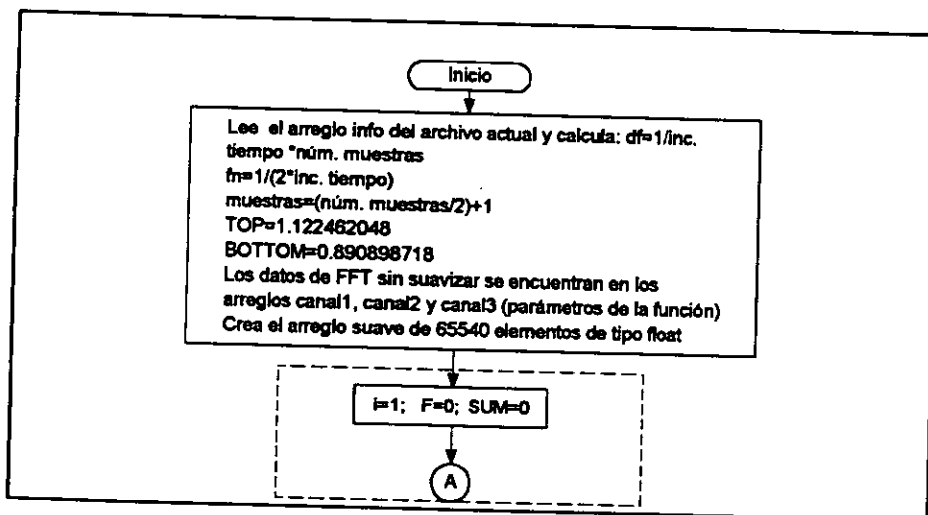 Inicio
Lee el arreglo info del archivo actual y calcula: df=1/inc.
tiempo *núm. muestras
fn=1/(2*inc. tiempo)
muestras=(núm. muestras/2)+1
TOP=1.122462048
BOTTOM=0.890898718
Los datos de FFT sin suavizar se encuentran en los
arreglos canal1, canal2 y canal3 (parámetros de la función)
Crea el arreglo suave de 65540 elementos de tipo float
i=1; F=0; SUM=0
A